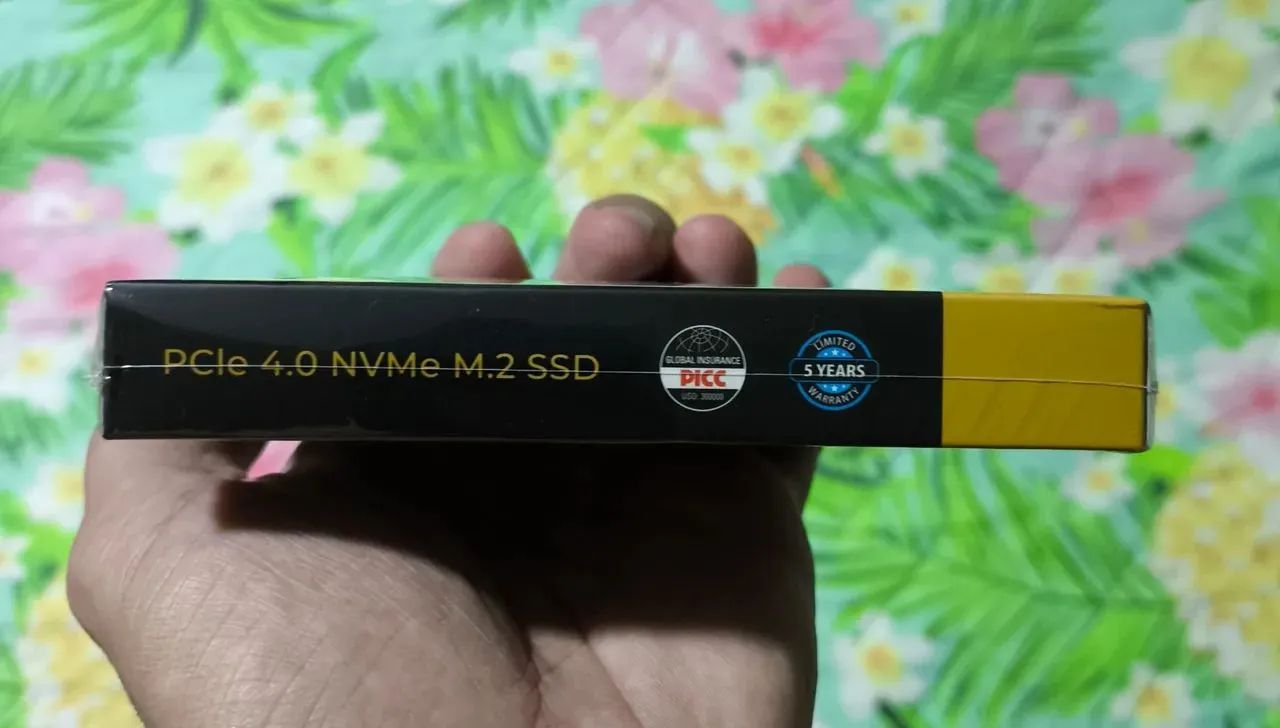 PCIe 4.0 NVMe M.2 SSD
GLOBAL INSURANCE
PICC
USD: 300000
LIMITED
5 YEARS
WARRANTY